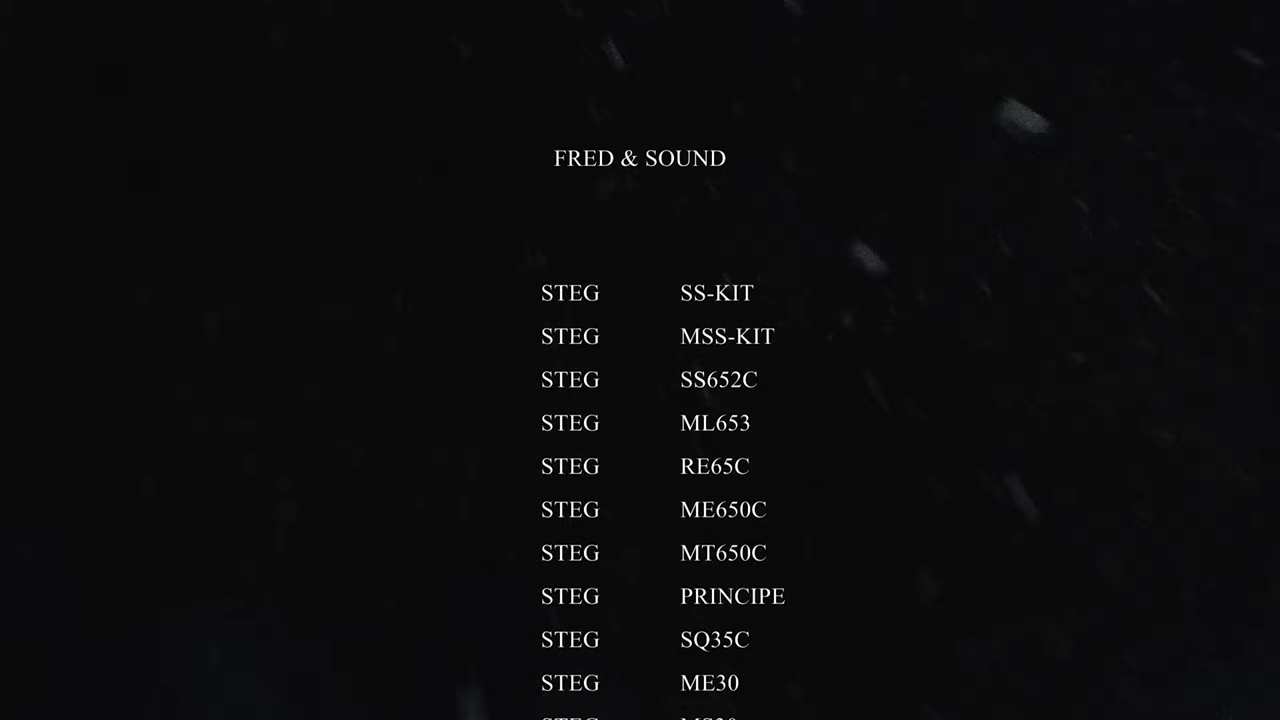 FRED & SOUND
STEG SS-KIT
STEG MSS-KIT
STEG SS652C
STEG ML653
STEG RE65C
STEG ME650C
STEG MT650C
STEG PRINCIPE
STEG SQ35C
STEG ME30